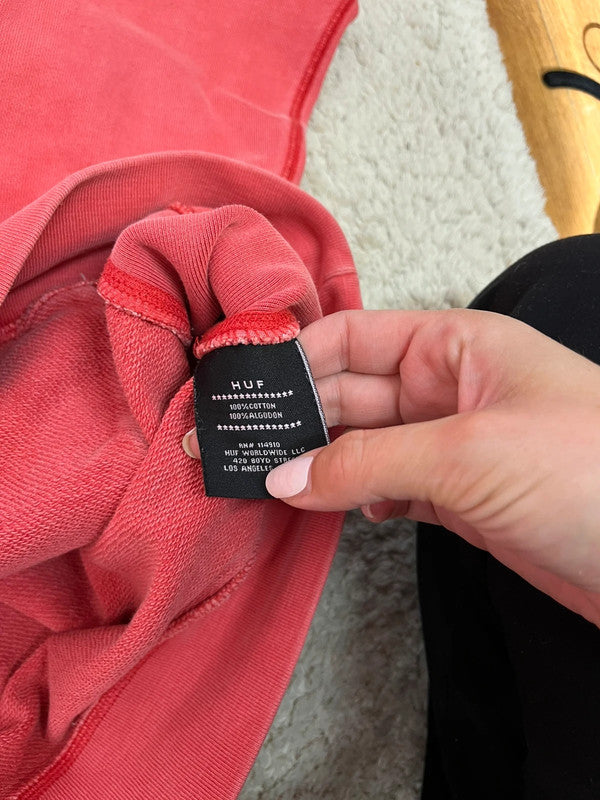 HUF
********************
100%COTTON
100%ALGODON
********************
RN# 114910
HUF WORLDWIDE LLC
420 BOYD
LOS ANGELES